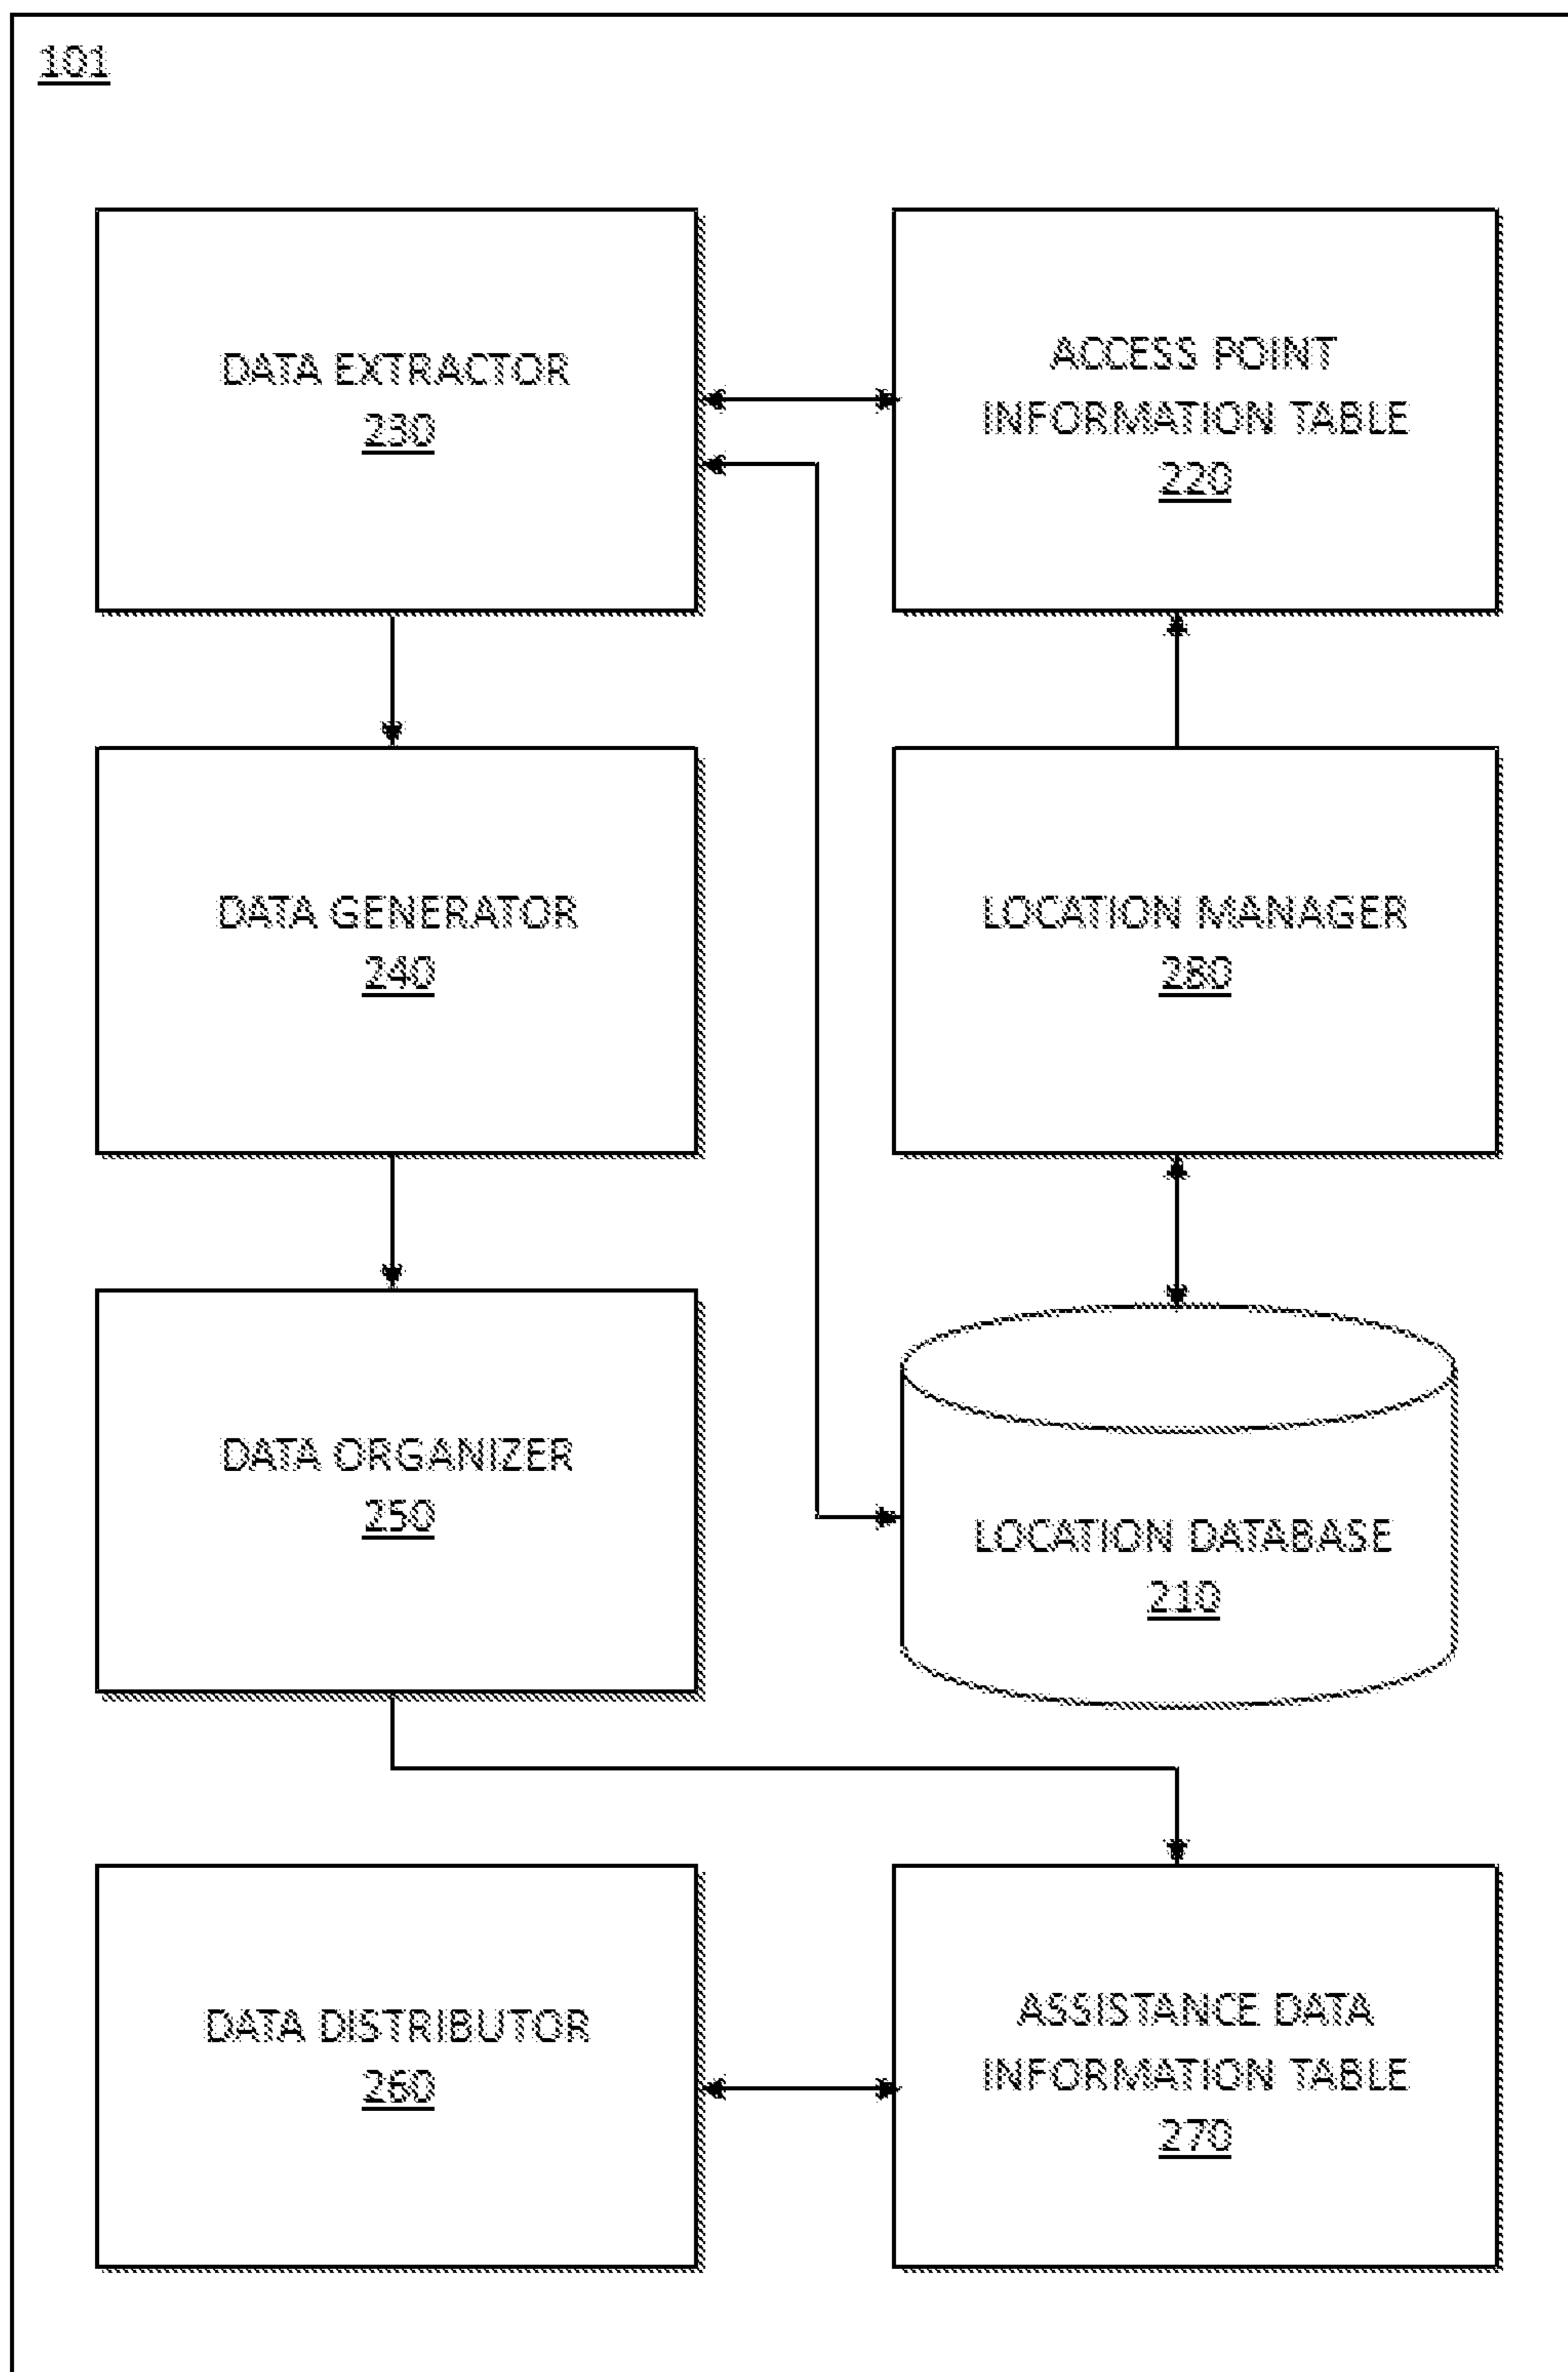 101
DATA EXTRACTOR
230
ACCESS POINT
INFORMATION TABLE
220
DATA GENERATOR
240
LOCATION MANAGER
280
DATA ORGANIZER
250
LOCATION DATABASE
210
DATA DISTRIBUTOR
260
ASSISTANCE DATA
INFORMATION TABLE
270